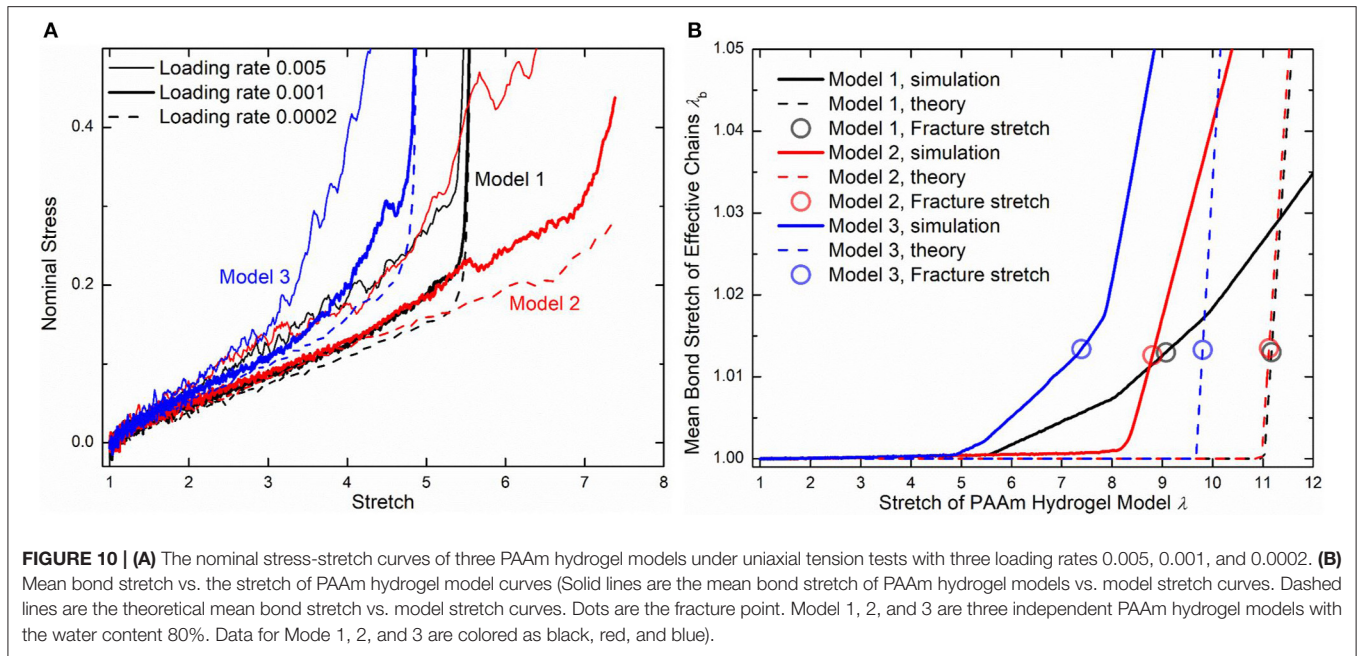 A
Loading rate 0.005
Loading rate 0.001
Loading rate 0.0002
Model 1
Model 3
Model 2
Nominal Stress
0.4
0.2
0.0
1 2 3 4 5 6 7 8
Stretch
B
Model 1, simulation
Model 1, theory
Model 1, Fracture stretch
Model 2, simulation
Model 2, theory
Model 2, Fracture stretch
Model 3, simulation
Model 3, theory
Model 3, Fracture stretch
Mean Bond Stretch of Effective Chains λb
1.05
1.04
1.03
1.02
1.01
1.00
1 2 3 4 5 6 7 8 9 10 11 12
Stretch of PAAm Hydrogel Model λ
FIGURE 10 | (A) The nominal stress-stretch curves of three PAAm hydrogel models under uniaxial tension tests with three loading rates 0.005, 0.001, and 0.0002. (B)
Mean bond stretch vs. the stretch of PAAm hydrogel model curves (Solid lines are the mean bond stretch of PAAm hydrogel models vs. model stretch curves. Dashed
lines are the theoretical mean bond stretch vs. model stretch curves. Dots are the fracture point. Model 1, 2, and 3 are three independent PAAm hydrogel models with
the water content 80%. Data for Mode 1, 2, and 3 are colored as black, red, and blue).